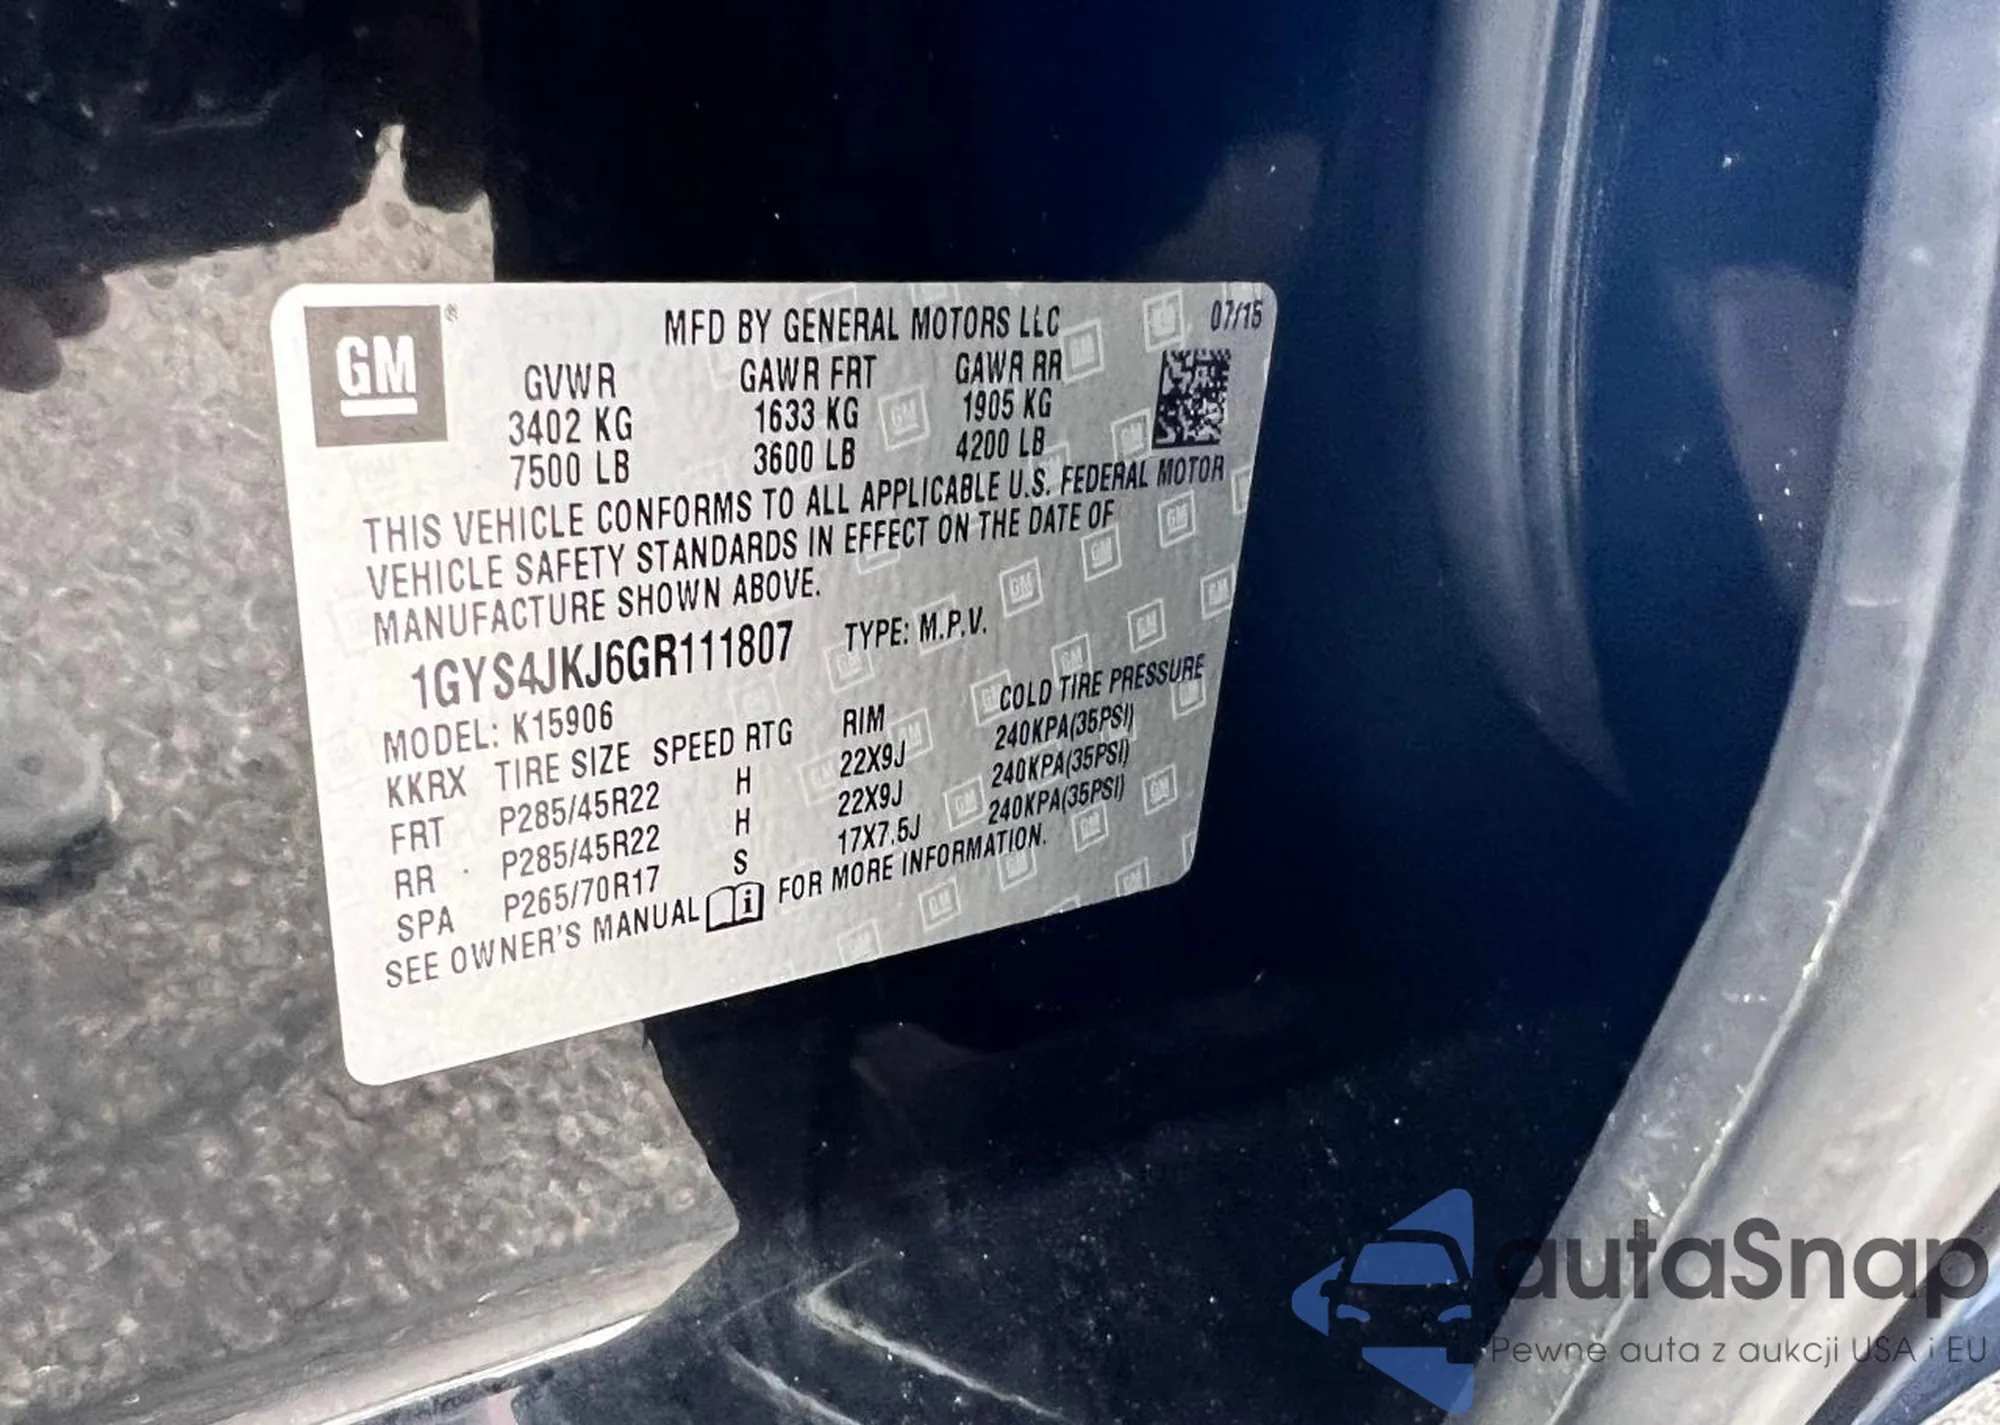 GM ®
MFD BY GENERAL MOTORS LLC 07/15
GVWR GAWR FRT GAWR RR
3402 KG 1633 KG 1905 KG
7500 LB 3600 LB 4200 LB
THIS VEHICLE CONFORMS TO ALL APPLICABLE U.S. FEDERAL MOTOR
VEHICLE SAFETY STANDARDS IN EFFECT ON THE DATE OF
MANUFACTURE SHOWN ABOVE.
1GYS4JKJ6GR111807 TYPE: M.P.V.
MODEL: K15906
KKRX TIRE SIZE SPEED RTG RIM COLD TIRE PRESSURE
FRT P285/45R22 H 22X9J 240KPA(35PSI)
RR P285/45R22 H 22X9J 240KPA(35PSI)
SPA P265/70R17 S 17X7.5J 240KPA(35PSI)
SEE OWNER'S MANUAL i FOR MORE INFORMATION.
autaSnap
Pewne auta z aukcji USA i EU